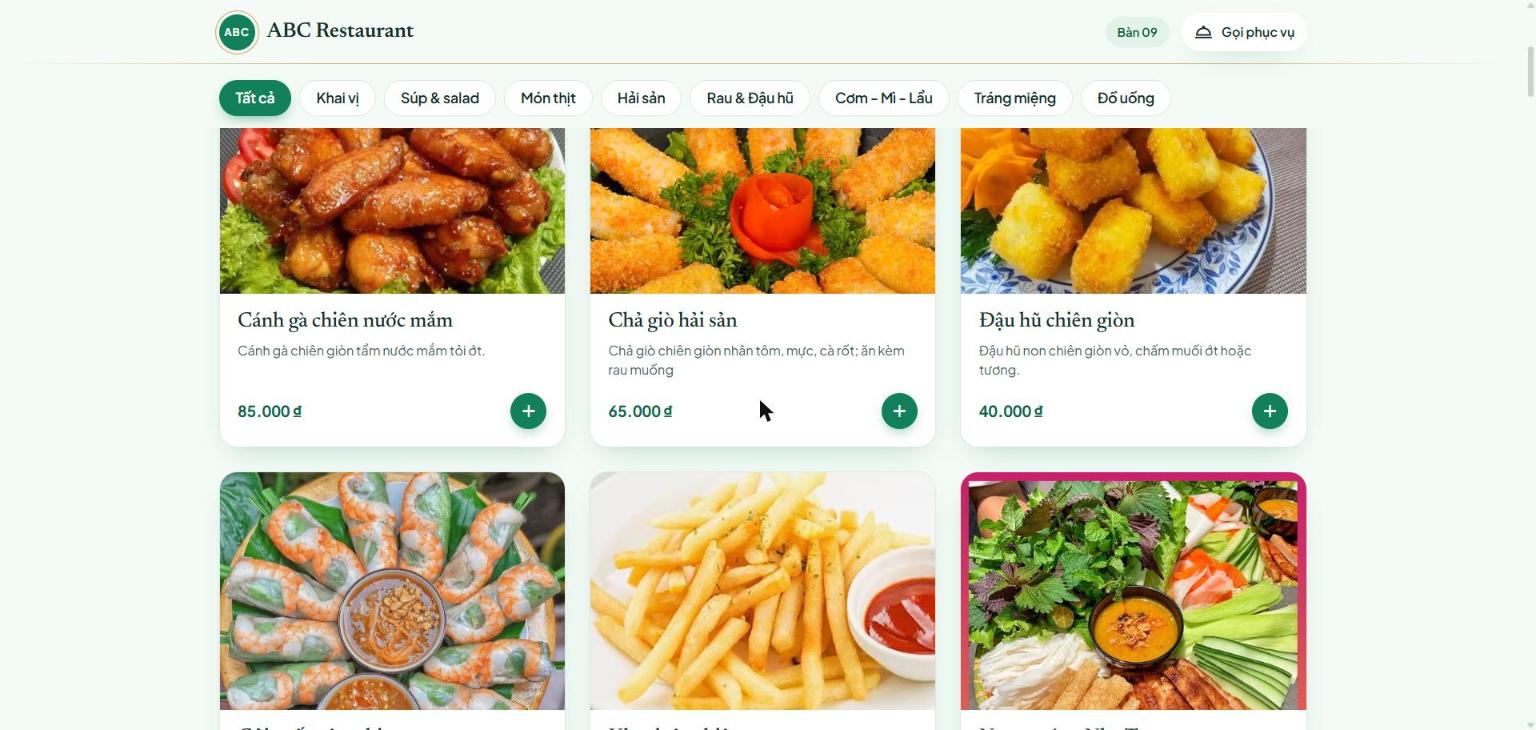 ABC
ABC Restaurant
Bàn 09
Gọi phục vụ
Tất cả
Khai vị
Súp & salad
Món thịt
Hải sản
Rau & Đậu hũ
Cơm – Mì – Lẩu
Tráng miệng
Đồ uống
Cánh gà chiên nước mắm
Cánh gà chiên giòn tẩm nước mắm tỏi ớt.
85.000 ₫
+
Chả giò hải sản
Chả giò chiên giòn nhân tôm, mực, cà rốt; ăn kèm
rau muống
65.000 ₫
+
Đậu hũ chiên giòn
Đậu hũ non chiên giòn vỏ, chấm muối ớt hoặc
tương.
40.000 ₫
+